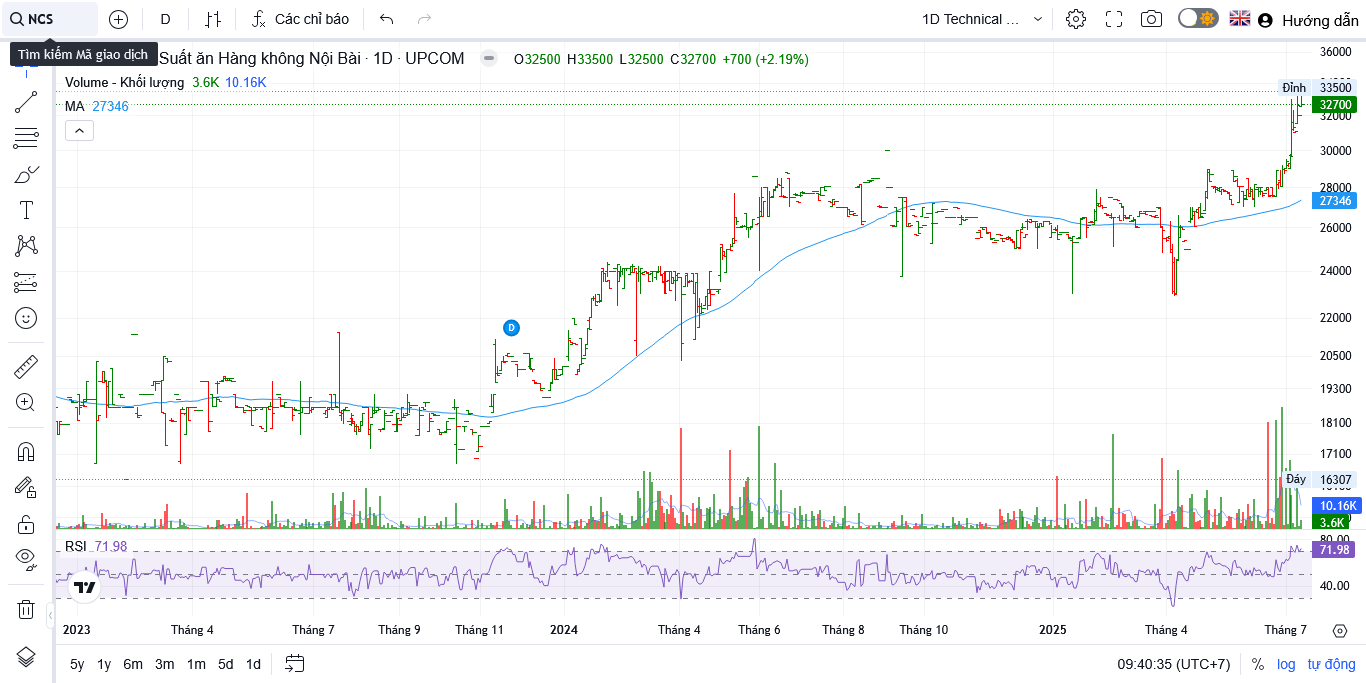 NCS D Các chỉ báo 1D Technical ... Hướng dẫn
Tìm kiếm Mã giao dịch
Suất ăn Hàng không Nội Bài · 1D · UPCOM O32500 H33500 L32500 C32700 +700 (+2.19%)
Volume - Khối lượng 3.6K 10.16K
MA 27346
36000
Đỉnh 33500
32700
32000
30000
28000
27346
26000
24000
22000
20500
19300
18100
17100
Đáy 16307
10.16K
3.6K
D
RSI 71.98
80.00
71.98
40.00
2023 Tháng 4 Tháng 7 Tháng 9 Tháng 11 2024 Tháng 4 Tháng 6 Tháng 8 Tháng 10 2025 Tháng 4 Tháng 7
5y 1y 6m 3m 1m 5d 1d 09:40:35 (UTC+7) % log tự động